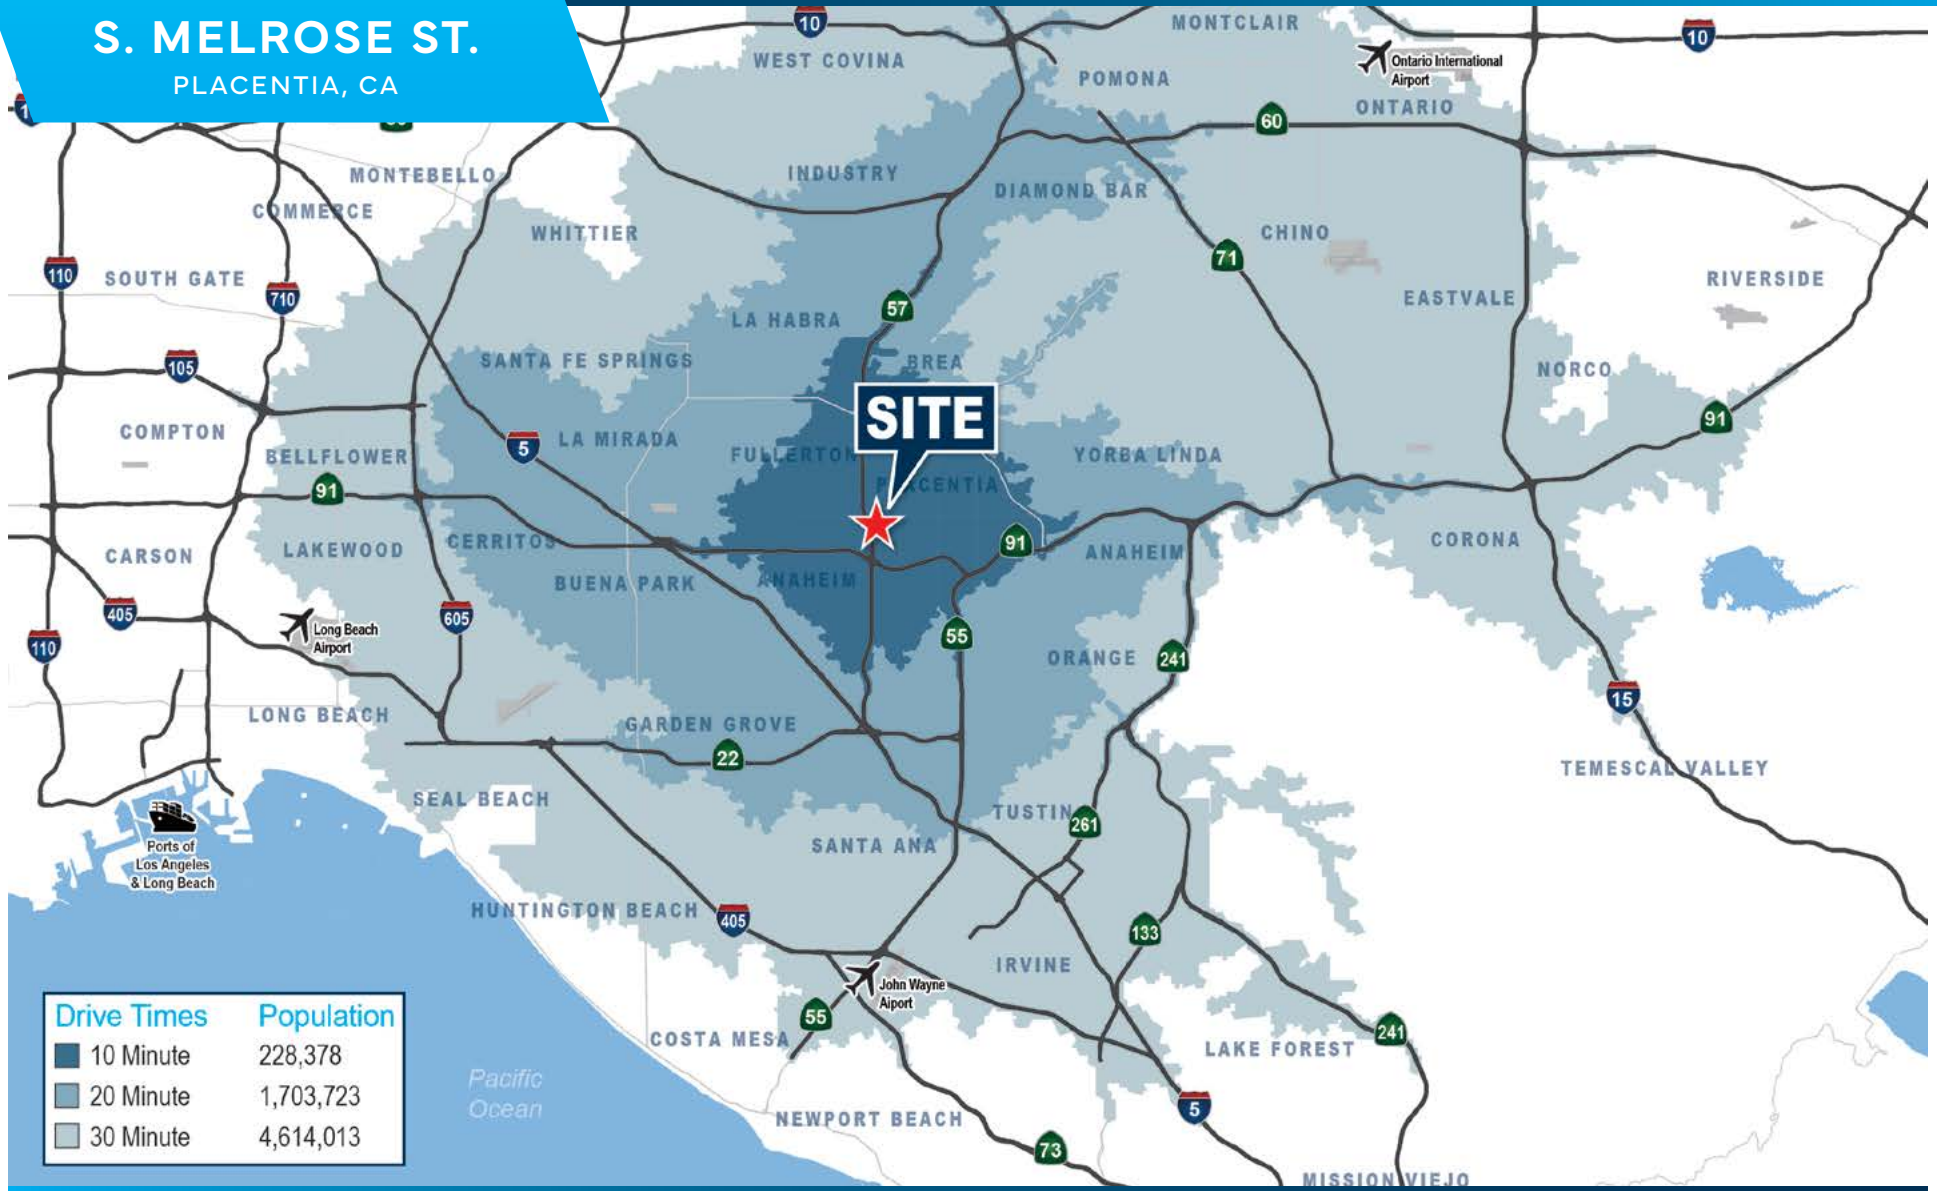 S. MELROSE ST.
PLACENTIA, CA
10
MONTCLAIR
10
WEST COVINA
POMONA
Ontario International
Airport
ONTARIO
60
MONTEBELLO
INDUSTRY
DIAMOND BAR
COMMERCE
WHITTIER
CHINO
71
110
SOUTH GATE
710
RIVERSIDE
EASTVALE
57
LA HABRA
SANTA FE SPRINGS
BREA
105
NORCO
SITE
91
COMPTON
LA MIRADA
5
BELLFLOWER
FULLERTON
YORBA LINDA
91
PLACENTIA
CARSON
LAKEWOOD
CERRITOS
91
ANAHEIM
CORONA
BUENA PARK
ANAHEIM
405
605
Long Beach
Airport
110
55
ORANGE
241
15
LONG BEACH
GARDEN GROVE
22
TEMESCAL VALLEY
SEAL BEACH
TUSTIN
261
SANTA ANA
Ports of
Los Angeles
& Long Beach
HUNTINGTON BEACH
405
133
IRVINE
John Wayne
Aiport
55
COSTA MESA
241
LAKE FOREST
Pacific
Ocean
5
NEWPORT BEACH
73
MISSION VIEJO
Drive Times Population
10 Minute 228,378
20 Minute 1,703,723
30 Minute 4,614,013